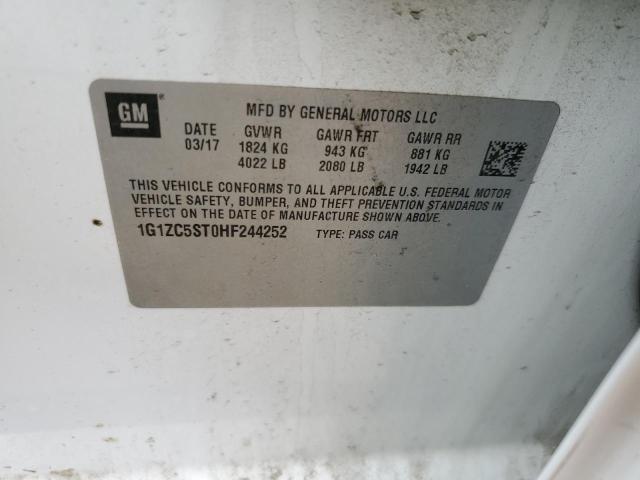 GM
MFD BY GENERAL MOTORS LLC
DATE GVWR GAWR FRT GAWR RR
03/17 1824 KG 943 KG 881 KG
4022 LB 2080 LB 1942 LB
THIS VEHICLE CONFORMS TO ALL APPLICABLE U.S. FEDERAL MOTOR
VEHICLE SAFETY, BUMPER, AND THEFT PREVENTION STANDARDS IN
EFFECT ON THE DATE OF MANUFACTURE SHOWN ABOVE.
1G1ZC5ST0HF244252 TYPE: PASS CAR